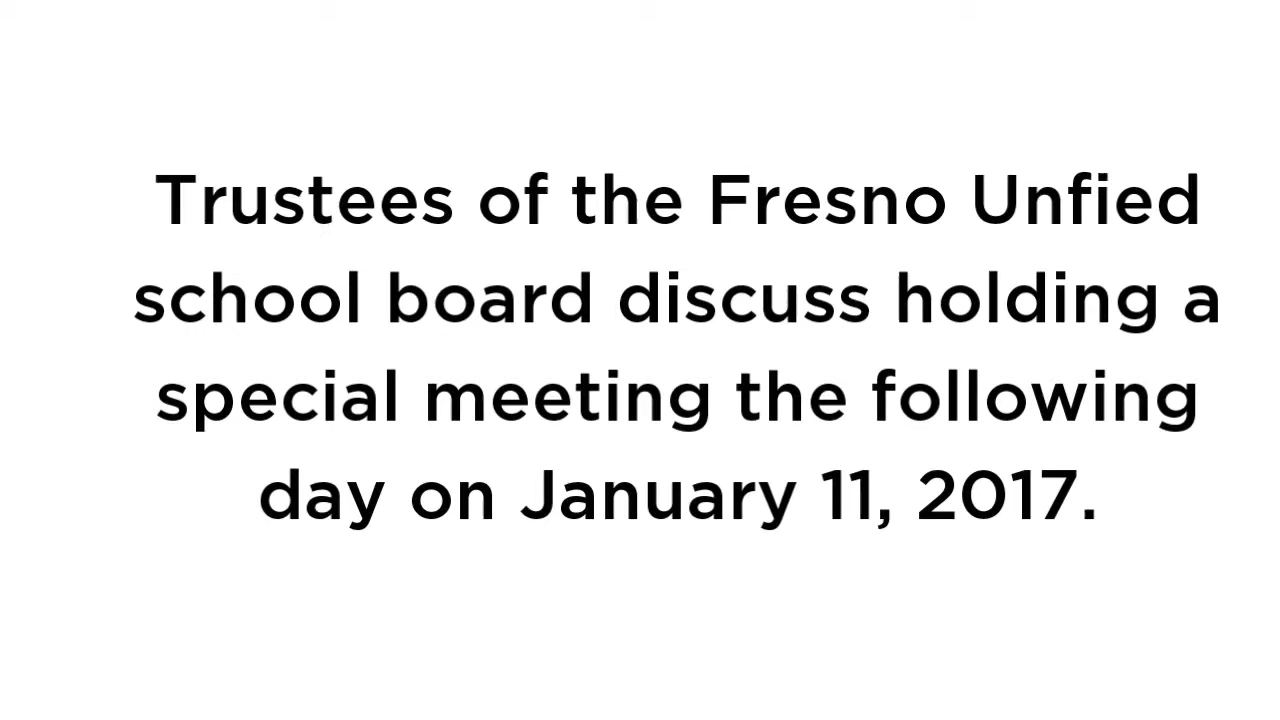 Trustees of the Fresno Unfied
school board discuss holding a
special meeting the following
day on January 11, 2017.